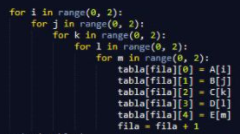 for i in range(0, 2):
for j in range(0, 2):
for k in range(0, 2):
for l in range(0, 2):
for m in range(0, 2):
tabla[fila][0] = A[i]
tabla[fila][1] = B[j]
tabla[fila][2] = C[k]
tabla[fila][3] = D[l]
tabla[fila][4] = E[m]
fila = fila + 1